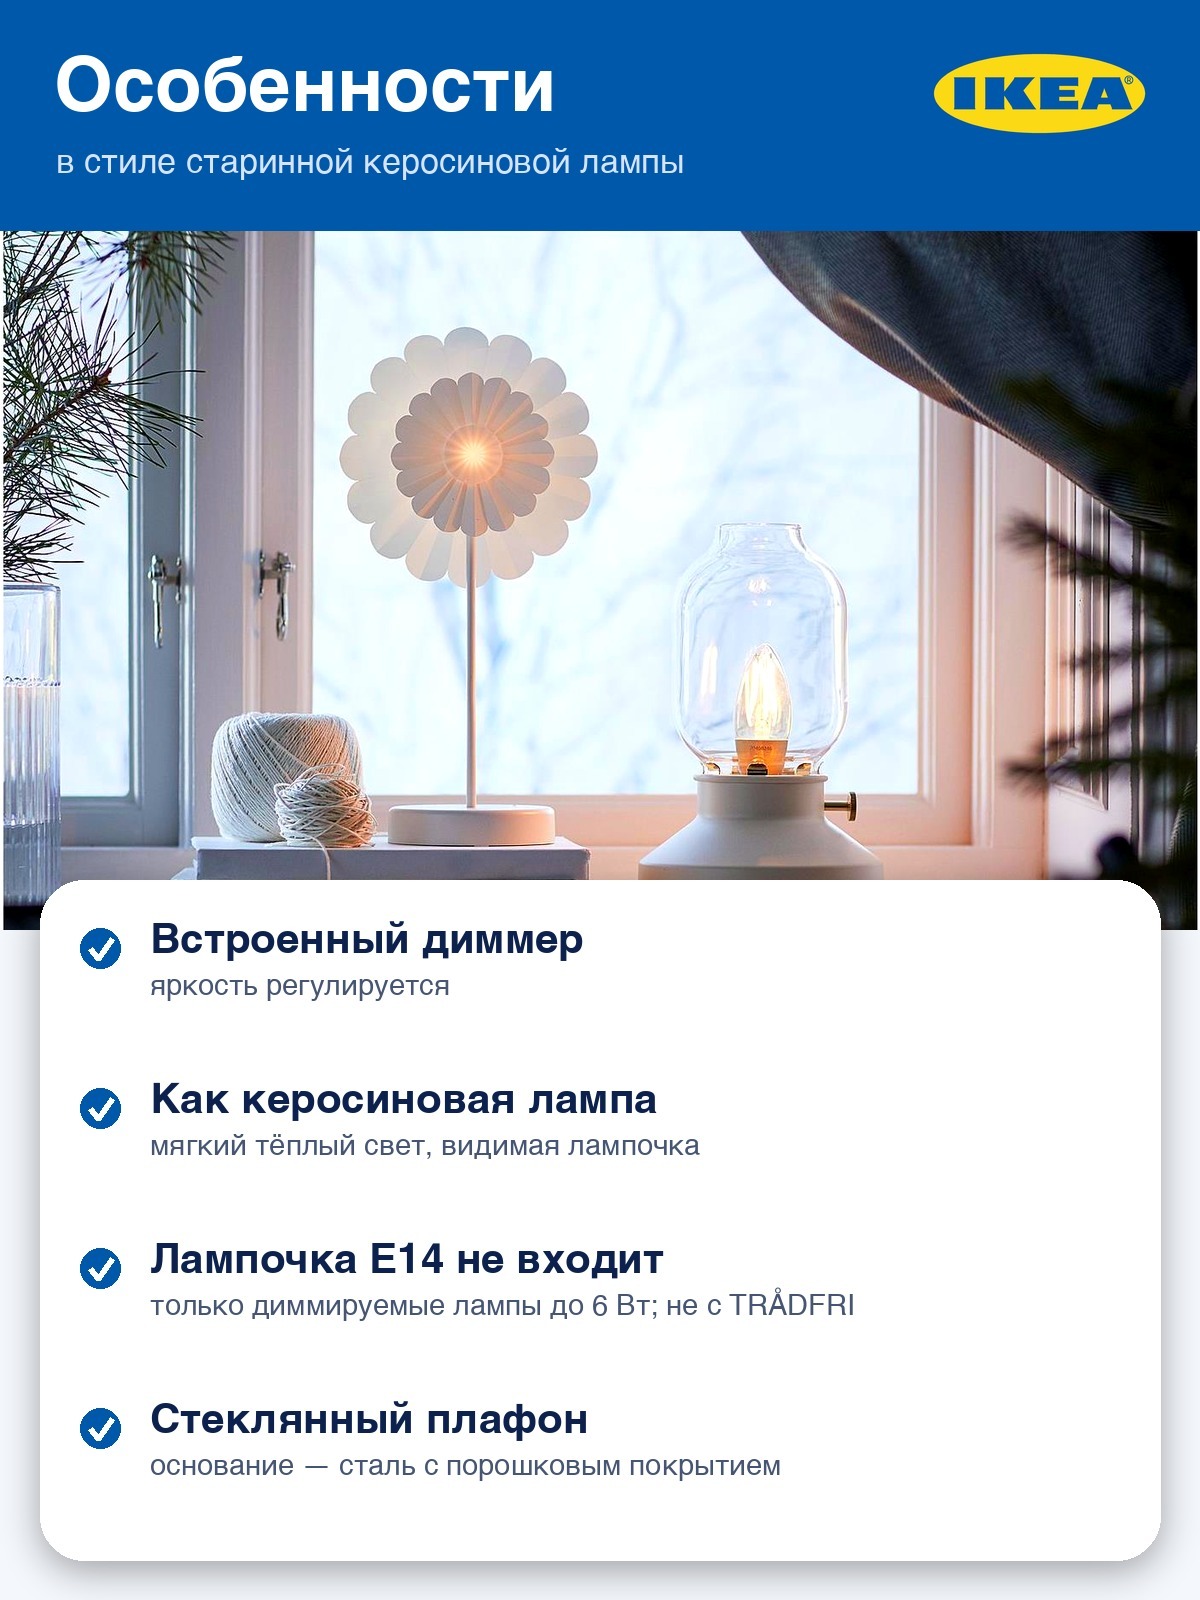 Особенности
в стиле старинной керосиновой лампы
IKEA®
Встроенный диммер
яркость регулируется
Как керосиновая лампа
мягкий тёплый свет, видимая лампочка
Лампочка E14 не входит
только диммируемые лампы до 6 Вт; не с TRÅDFRI
Стеклянный плафон
основание — сталь с порошковым покрытием